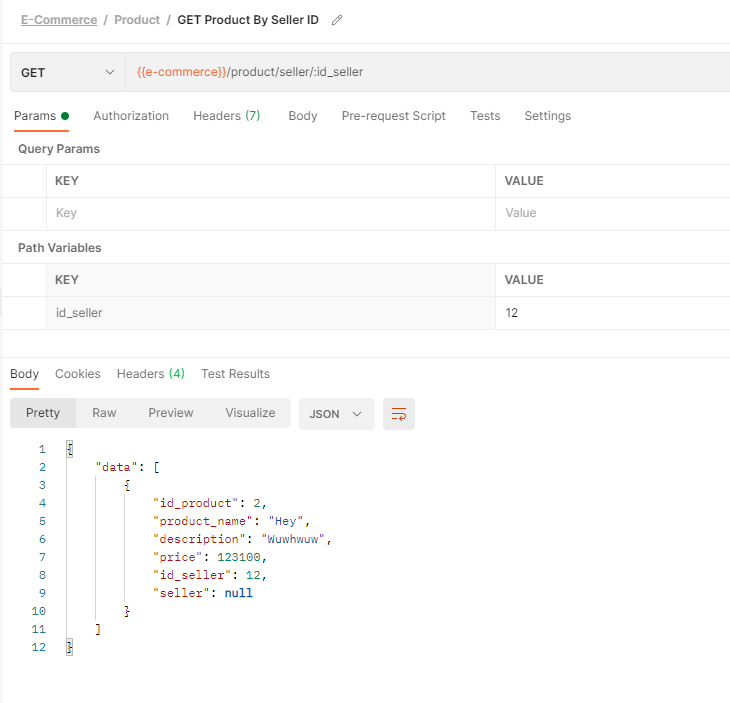 E-Commerce / Product / GET Product By Seller ID
GET {{e-commerce}}/product/seller/:id_seller
Params Authorization Headers (7) Body Pre-request Script Tests Settings
Query Params
KEY VALUE
Key Value
Path Variables
KEY VALUE
id_seller 12
Body Cookies Headers (4) Test Results
Pretty Raw Preview Visualize JSON
1 {
2 "data": [
3 {
4 "id_product": 2,
5 "product_name": "Hey",
6 "description": "Wuwhwuw",
7 "price": 123100,
8 "id_seller": 12,
9 "seller": null
10 }
11 ]
12 }